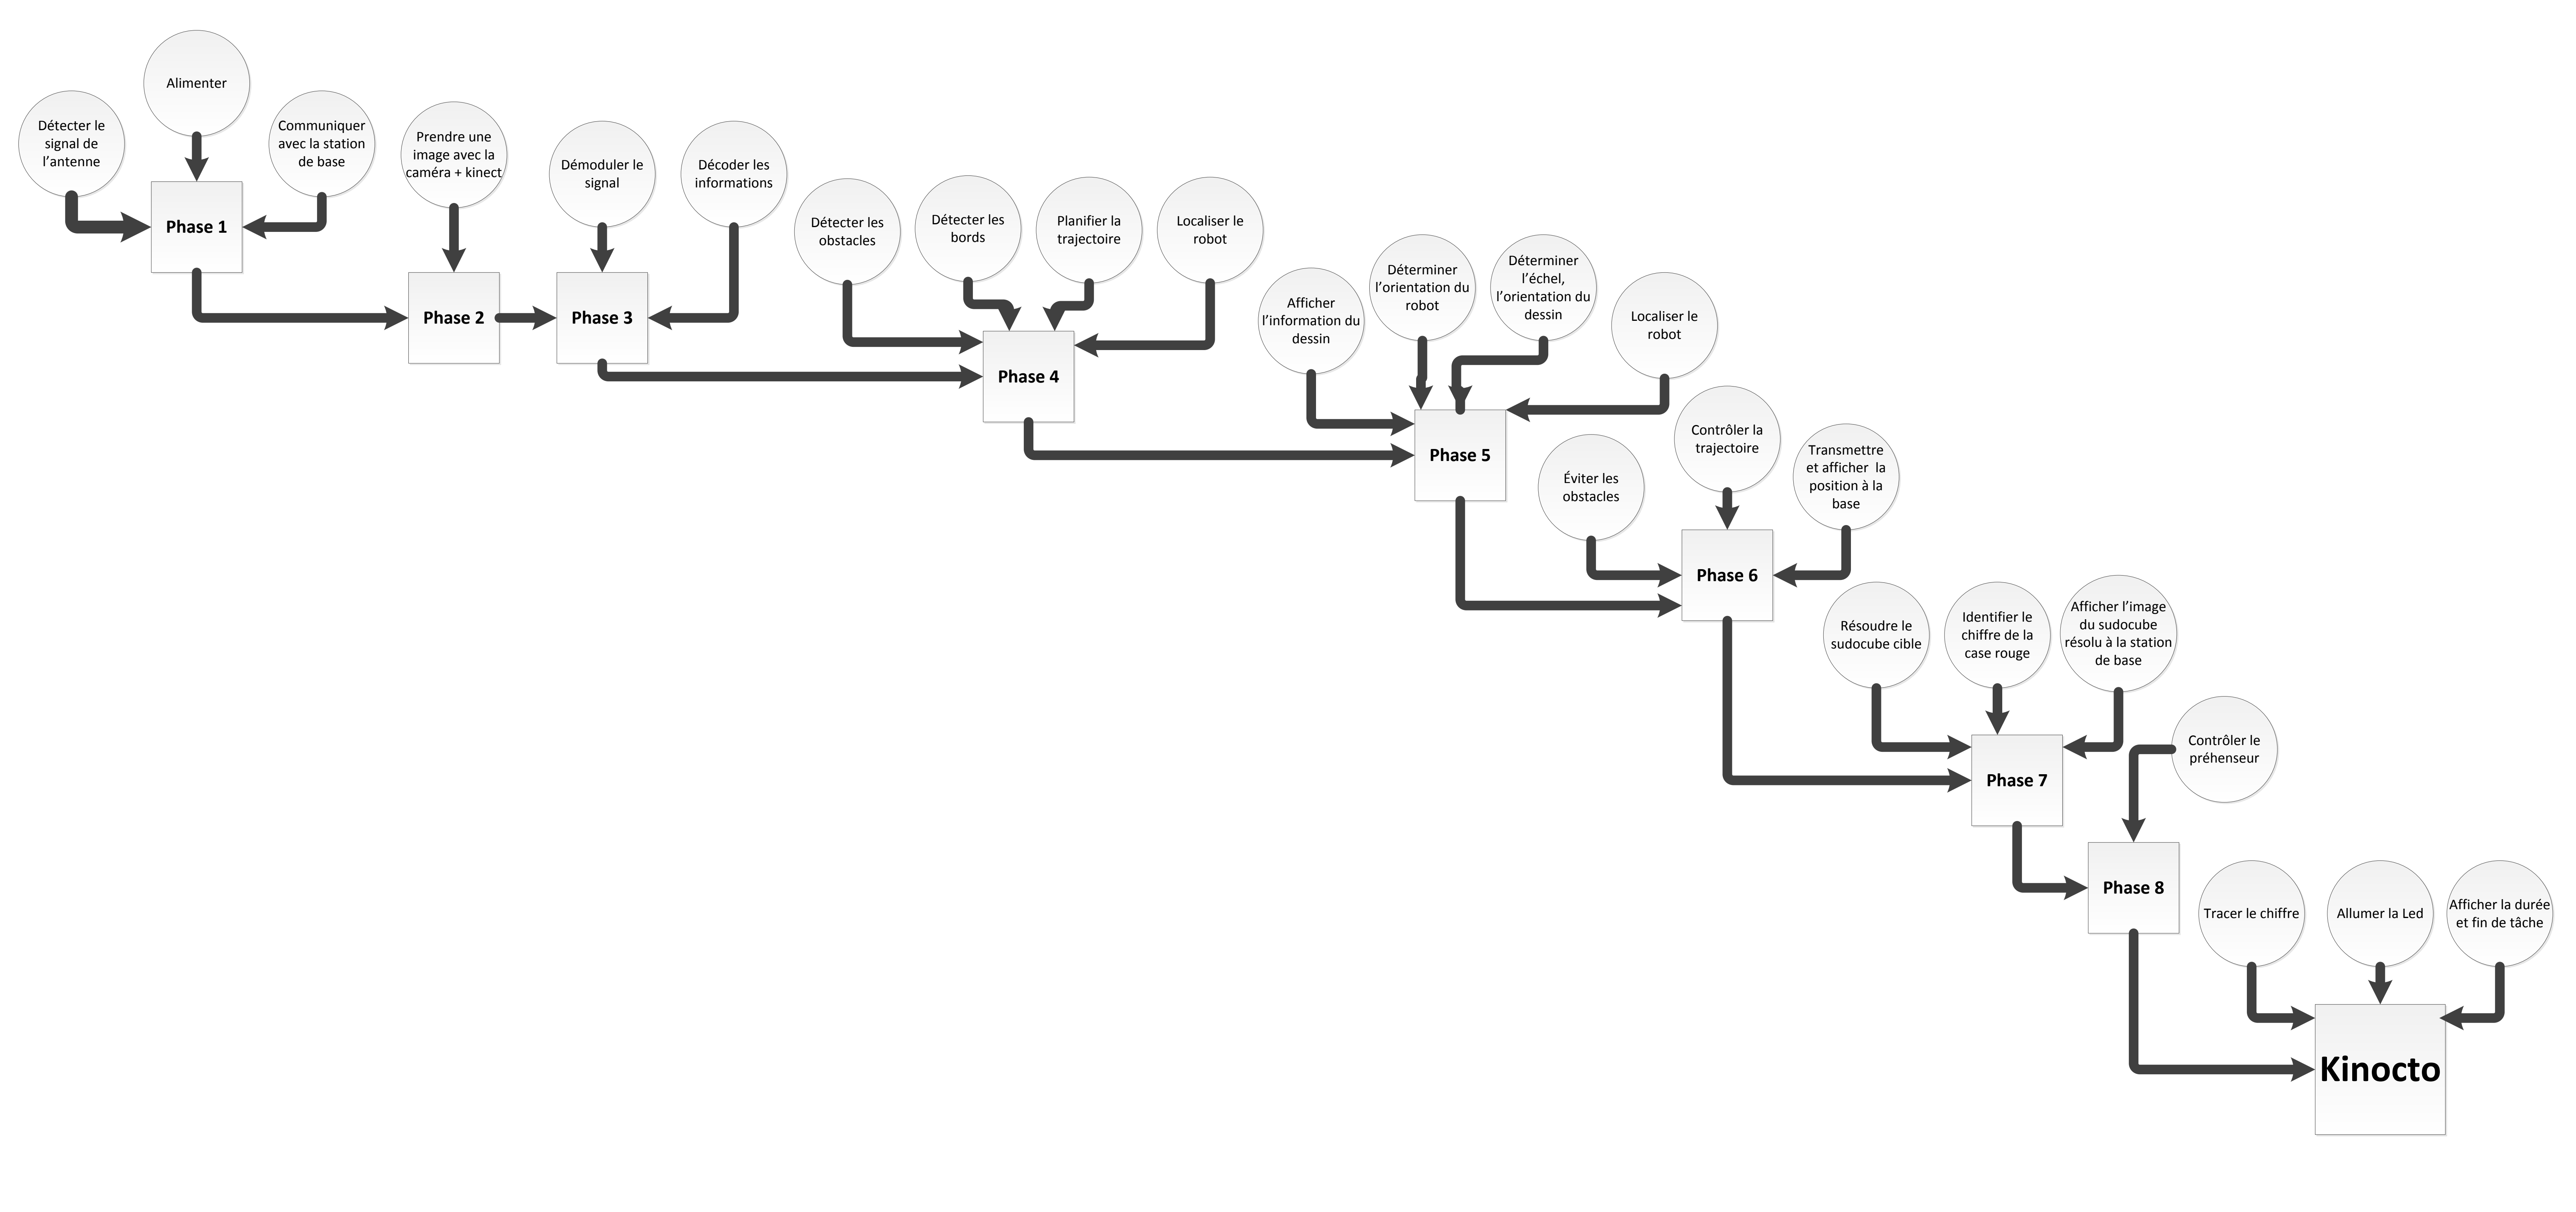 Alimenter
Détecter le
signal de
l’antenne
Communiquer
avec la station
de base
Phase 1
Prendre une
image avec la
caméra + kinect
Phase 2
Démoduler le
signal
Décoder les
informations
Phase 3
Détecter les
obstacles
Détecter les
bords
Planifier la
trajectoire
Localiser le
robot
Phase 4
Afficher
l’information du
dessin
Déterminer
l’orientation du
robot
Déterminer
l’échel,
l’orientation du
dessin
Localiser le
robot
Phase 5
Éviter les
obstacles
Contrôler la
trajectoire
Transmettre
et afficher  la
position à la
base
Phase 6
Résoudre le
sudocube cible
Identifier le
chiffre de la
case rouge
Afficher l’image
du sudocube
résolu à la station
de base
Phase 7
Contrôler le
préhenseur
Phase 8
Tracer le chiffre
Allumer la Led
Afficher la durée
et fin de tâche
Kinocto